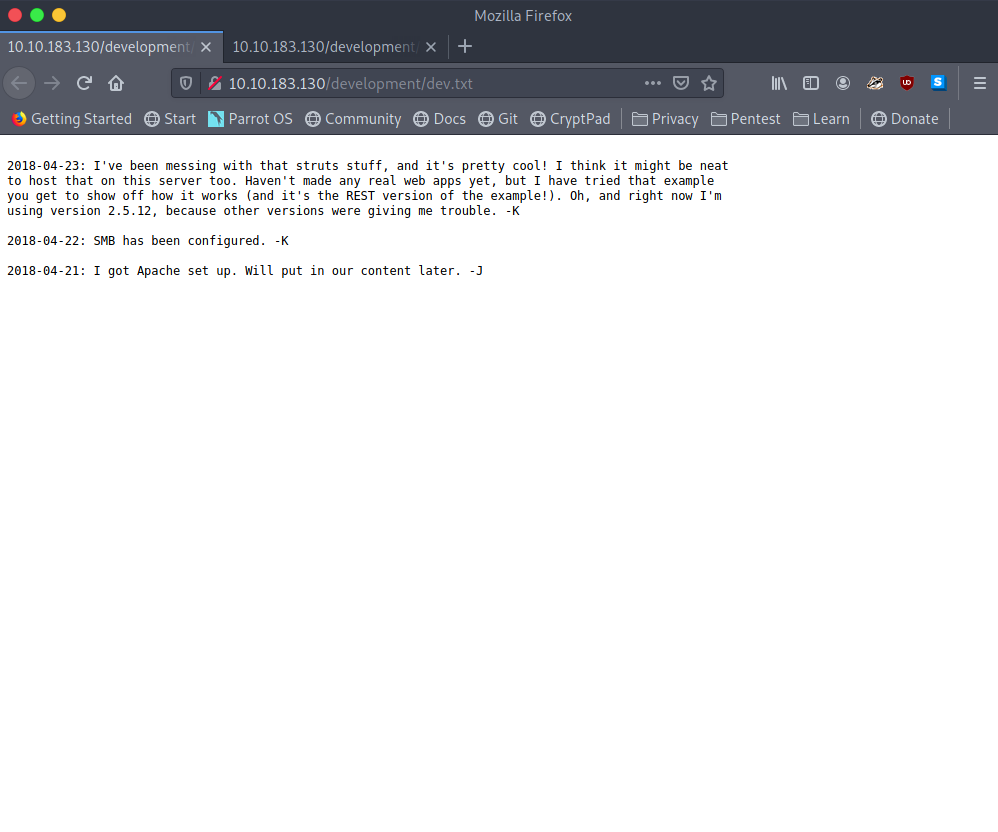 Mozilla Firefox
10.10.183.130/development/
10.10.183.130/development
10.10.183.130/development/dev.txt
UO
S
Getting Started Start Parrot OS Community Docs Git CryptPad Privacy Pentest Learn Donate
2018-04-23: I've been messing with that struts stuff, and it's pretty cool! I think it might be neat
to host that on this server too. Haven't made any real web apps yet, but I have tried that example
you get to show off how it works (and it's the REST version of the example!). Oh, and right now I'm
using version 2.5.12, because other versions were giving me trouble. -K
2018-04-22: SMB has been configured. -K
2018-04-21: I got Apache set up. Will put in our content later. -J